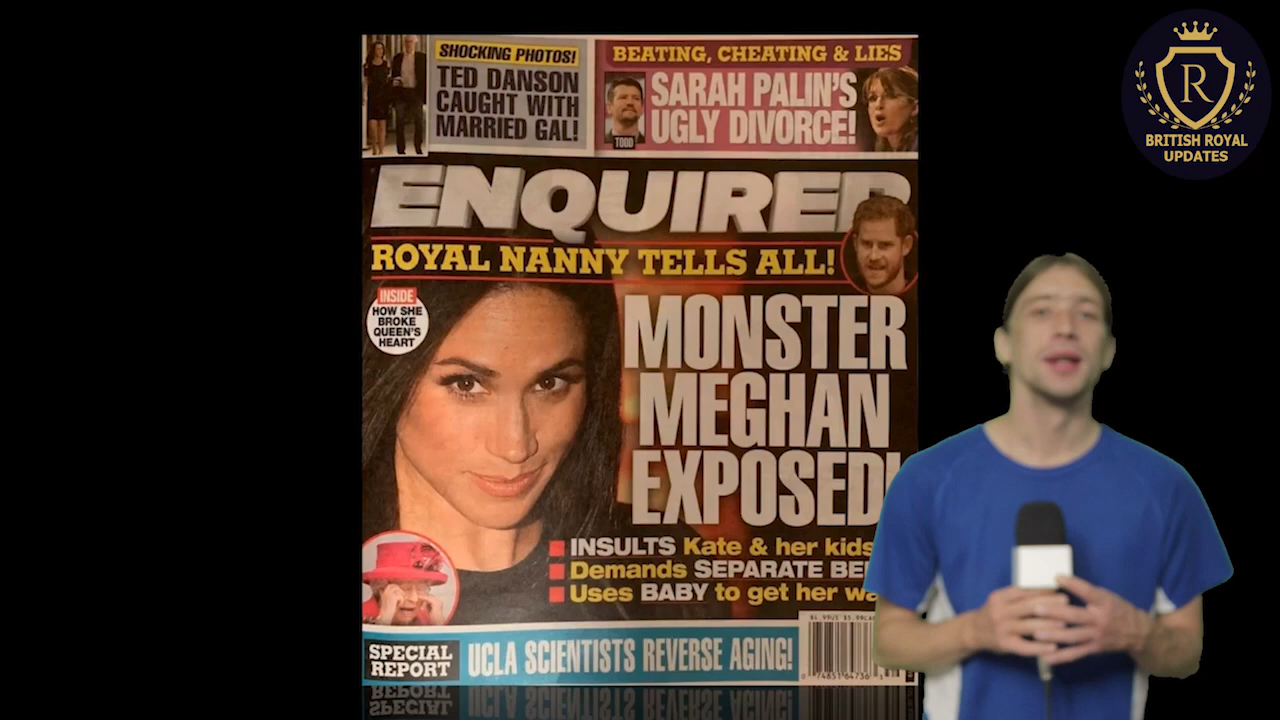 SHOCKING PHOTOS!
TED DANSON
CAUGHT WITH
MARRIED GAL!
BEATING, CHEATING & LIES
SARAH PALIN'S
UGLY DIVORCE!
TODD
R
BRITISH ROYAL
UPDATES
ENQUIRER
ROYAL NANNY TELLS ALL!
INSIDE
HOW SHE
BROKE
QUEEN'S
HEART
MONSTER
MEGHAN
EXPOSED!
INSULTS Kate & her kids
Demands SEPARATE
Uses BABY to get her
SPECIAL
REPORT
UCLA SCIENTISTS REVERSE AGING!